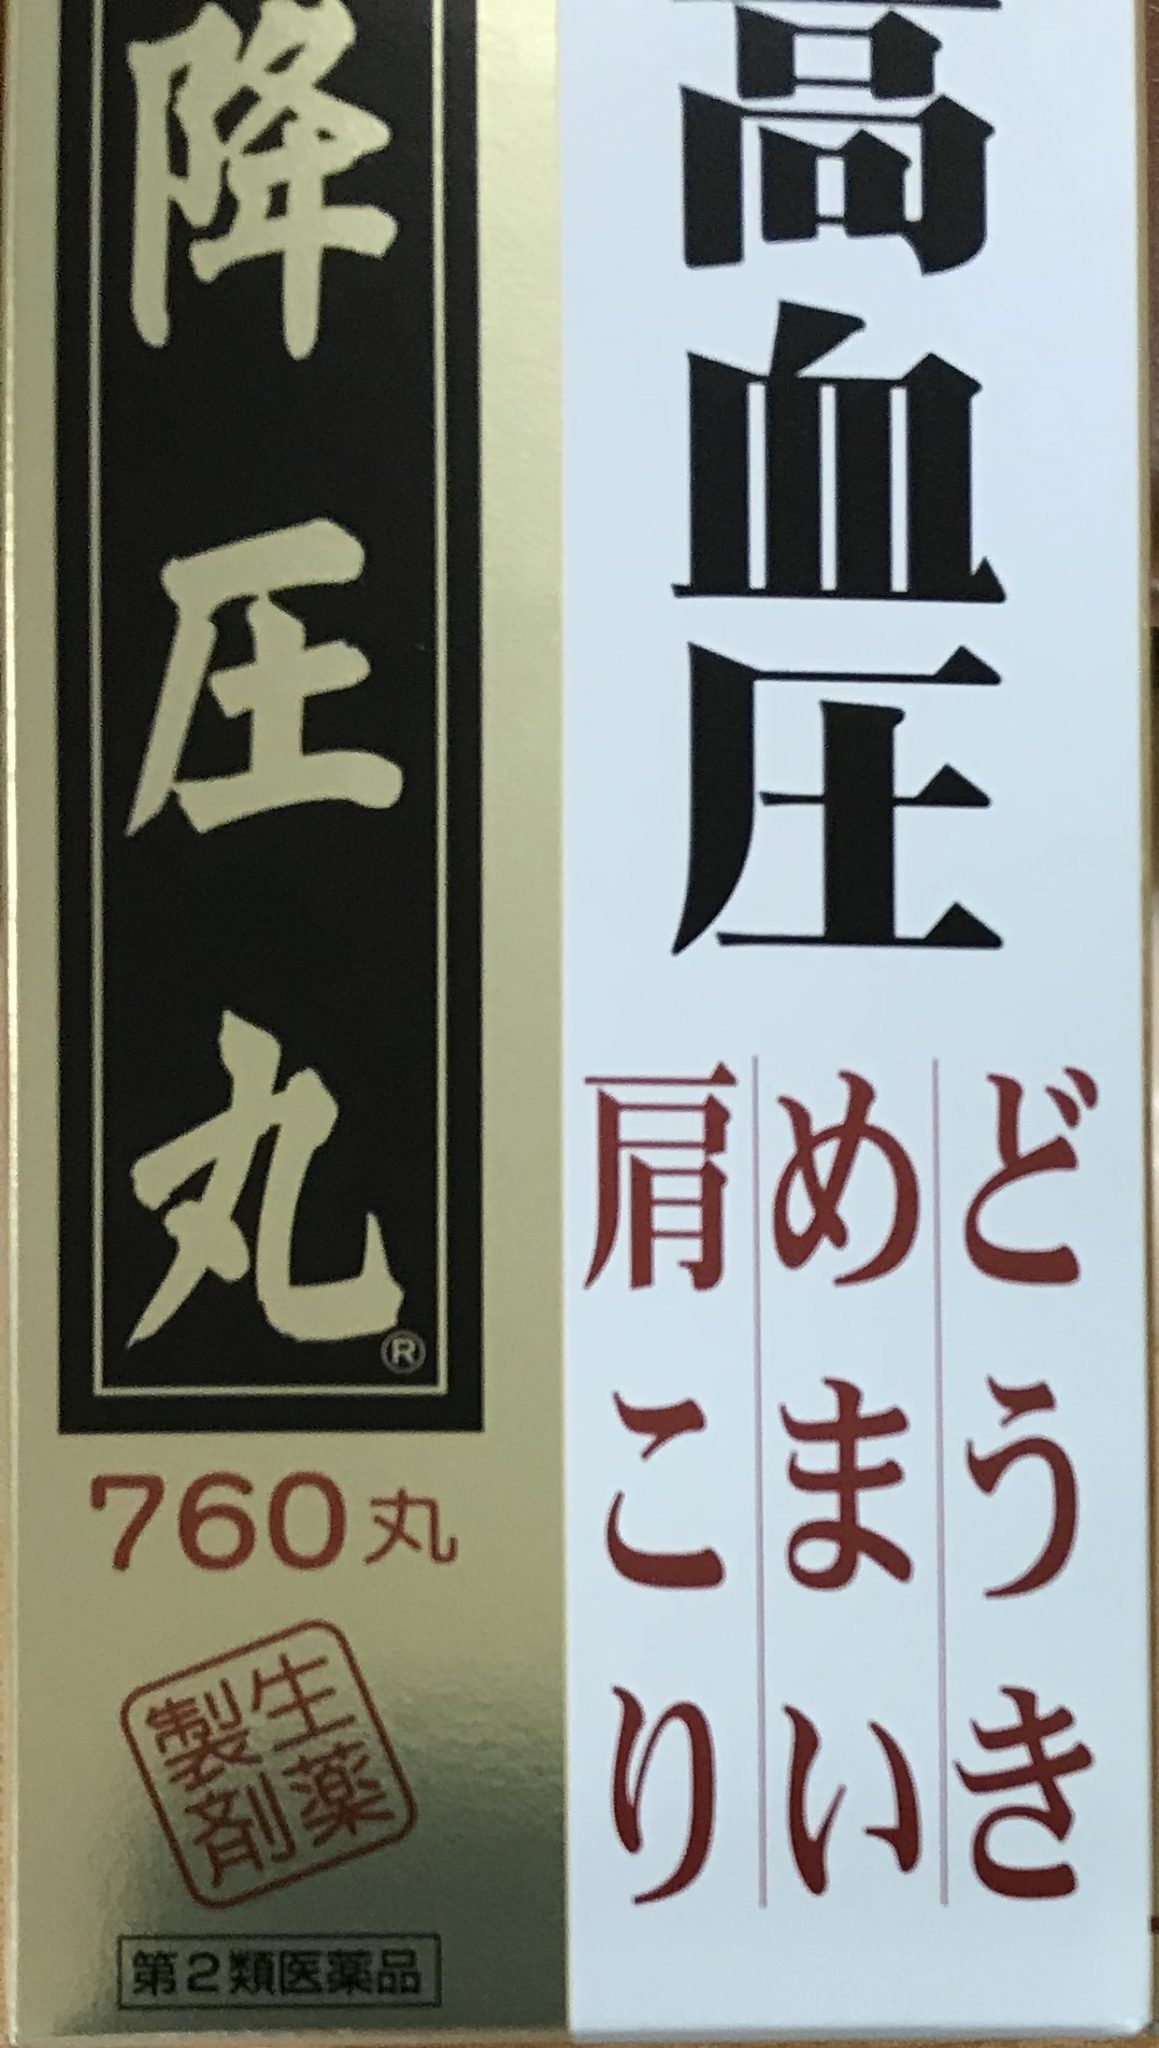 高血圧
どうき
めまい
肩こり
降圧丸®
760丸
生薬
製剤
第2類医薬品